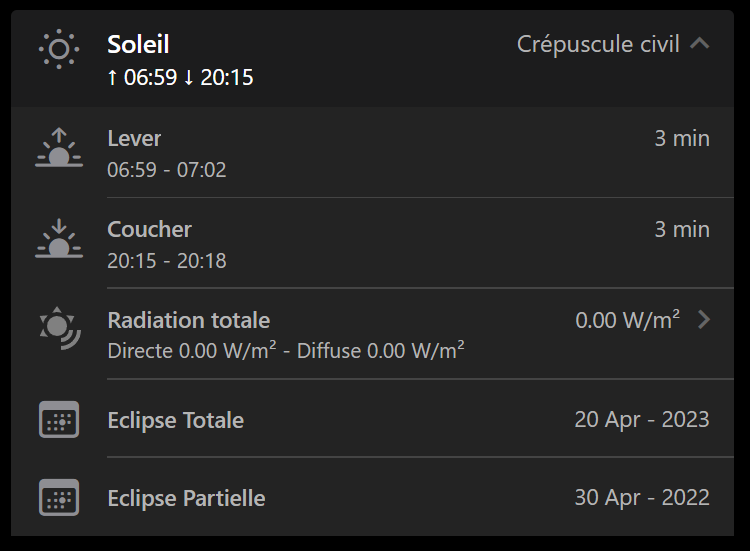 Soleil
Crépuscule civil
↑ 06:59 ↓ 20:15
Lever
3 min
06:59 - 07:02
Coucher
3 min
20:15 - 20:18
Radiation totale
0.00 W/m²
Directe 0.00 W/m² - Diffuse 0.00 W/m²
Eclipse Totale
20 Apr - 2023
Eclipse Partielle
30 Apr - 2022